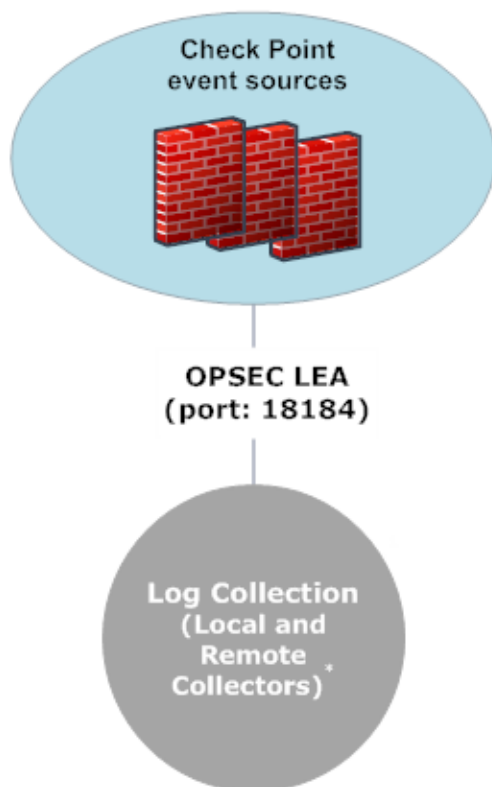 Check Point
event sources
OPSEC LEA
(port: 18184)
Log Collection
(Local and
Remote
Collectors)*